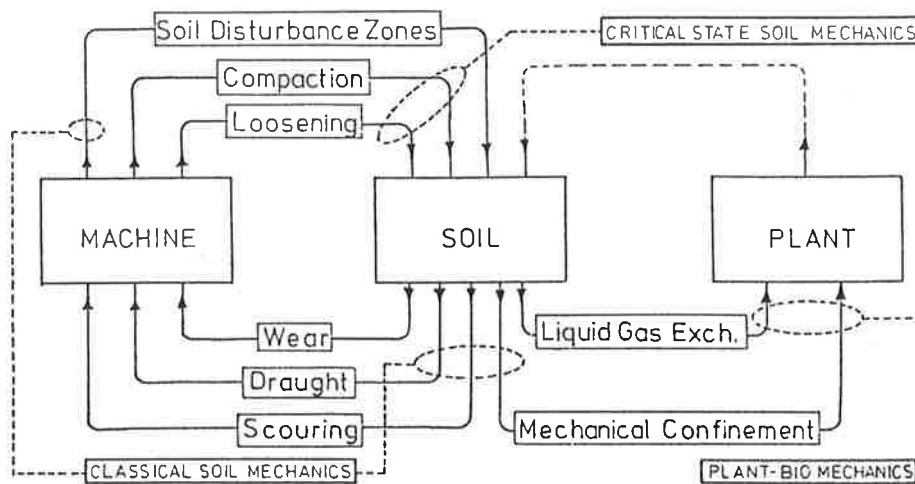 Soil Disturbance Zones
CRITICAL STATE SOIL MECHANICS
Compaction
Loosening
MACHINE
SOIL
PLANT
Wear
Liquid Gas Exch.
Draught
Scouring
Mechanical Confinement
CLASSICAL SOIL MECHANICS
PLANT-BIO MECHANICS